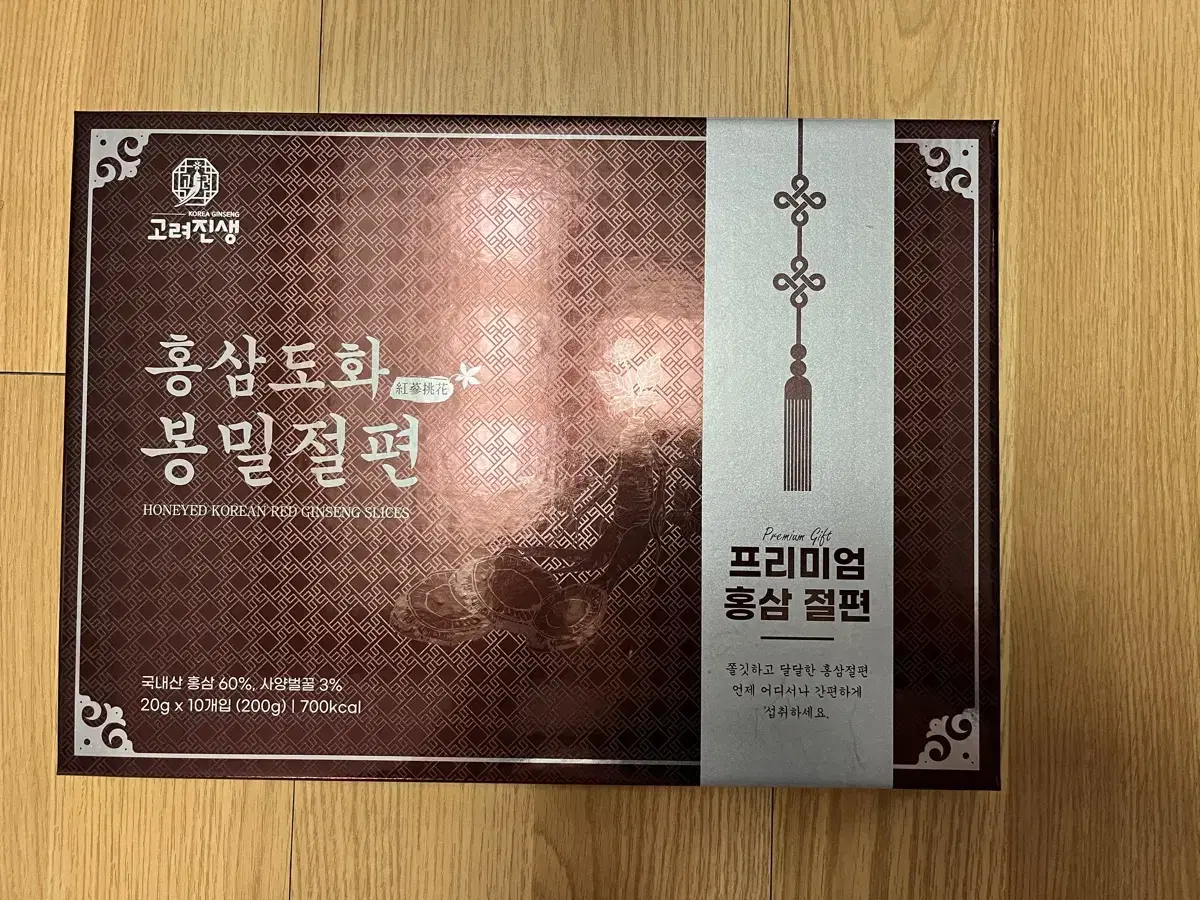 KOREA GINSENG
고려진생
홍삼도화
紅蔘桃花
봉밀절편
HONEYED KOREAN RED GINSENG SLICES
국내산 홍삼 60%, 사양벌꿀 3%
20g x 10개입 (200g) | 700kcal
Premium Gift
프리미엄
홍삼 절편
쫄깃하고 달달한 홍삼절편
언제 어디서나 간편하게
섭취하세요.